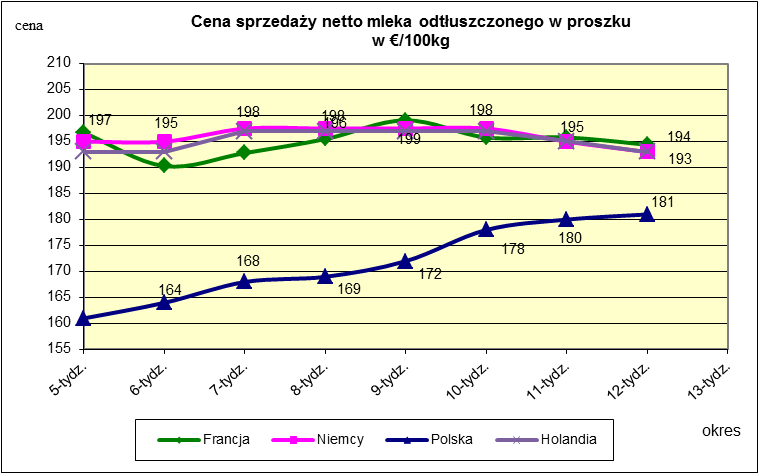 Cena sprzedaży netto mleka odtłuszczonego w proszku
w €/100kg
cena
210
205
200
195
190
185
180
175
170
165
160
155
197
195
198
198
196
199
198
195
194
193
164
168
169
172
178
180
181
5-tydz.
6-tydz.
7-tydz.
8-tydz.
9-tydz.
10-tydz.
11-tydz.
12-tydz.
13-tydz.
okres
Francja
Niemcy
Polska
Holandia